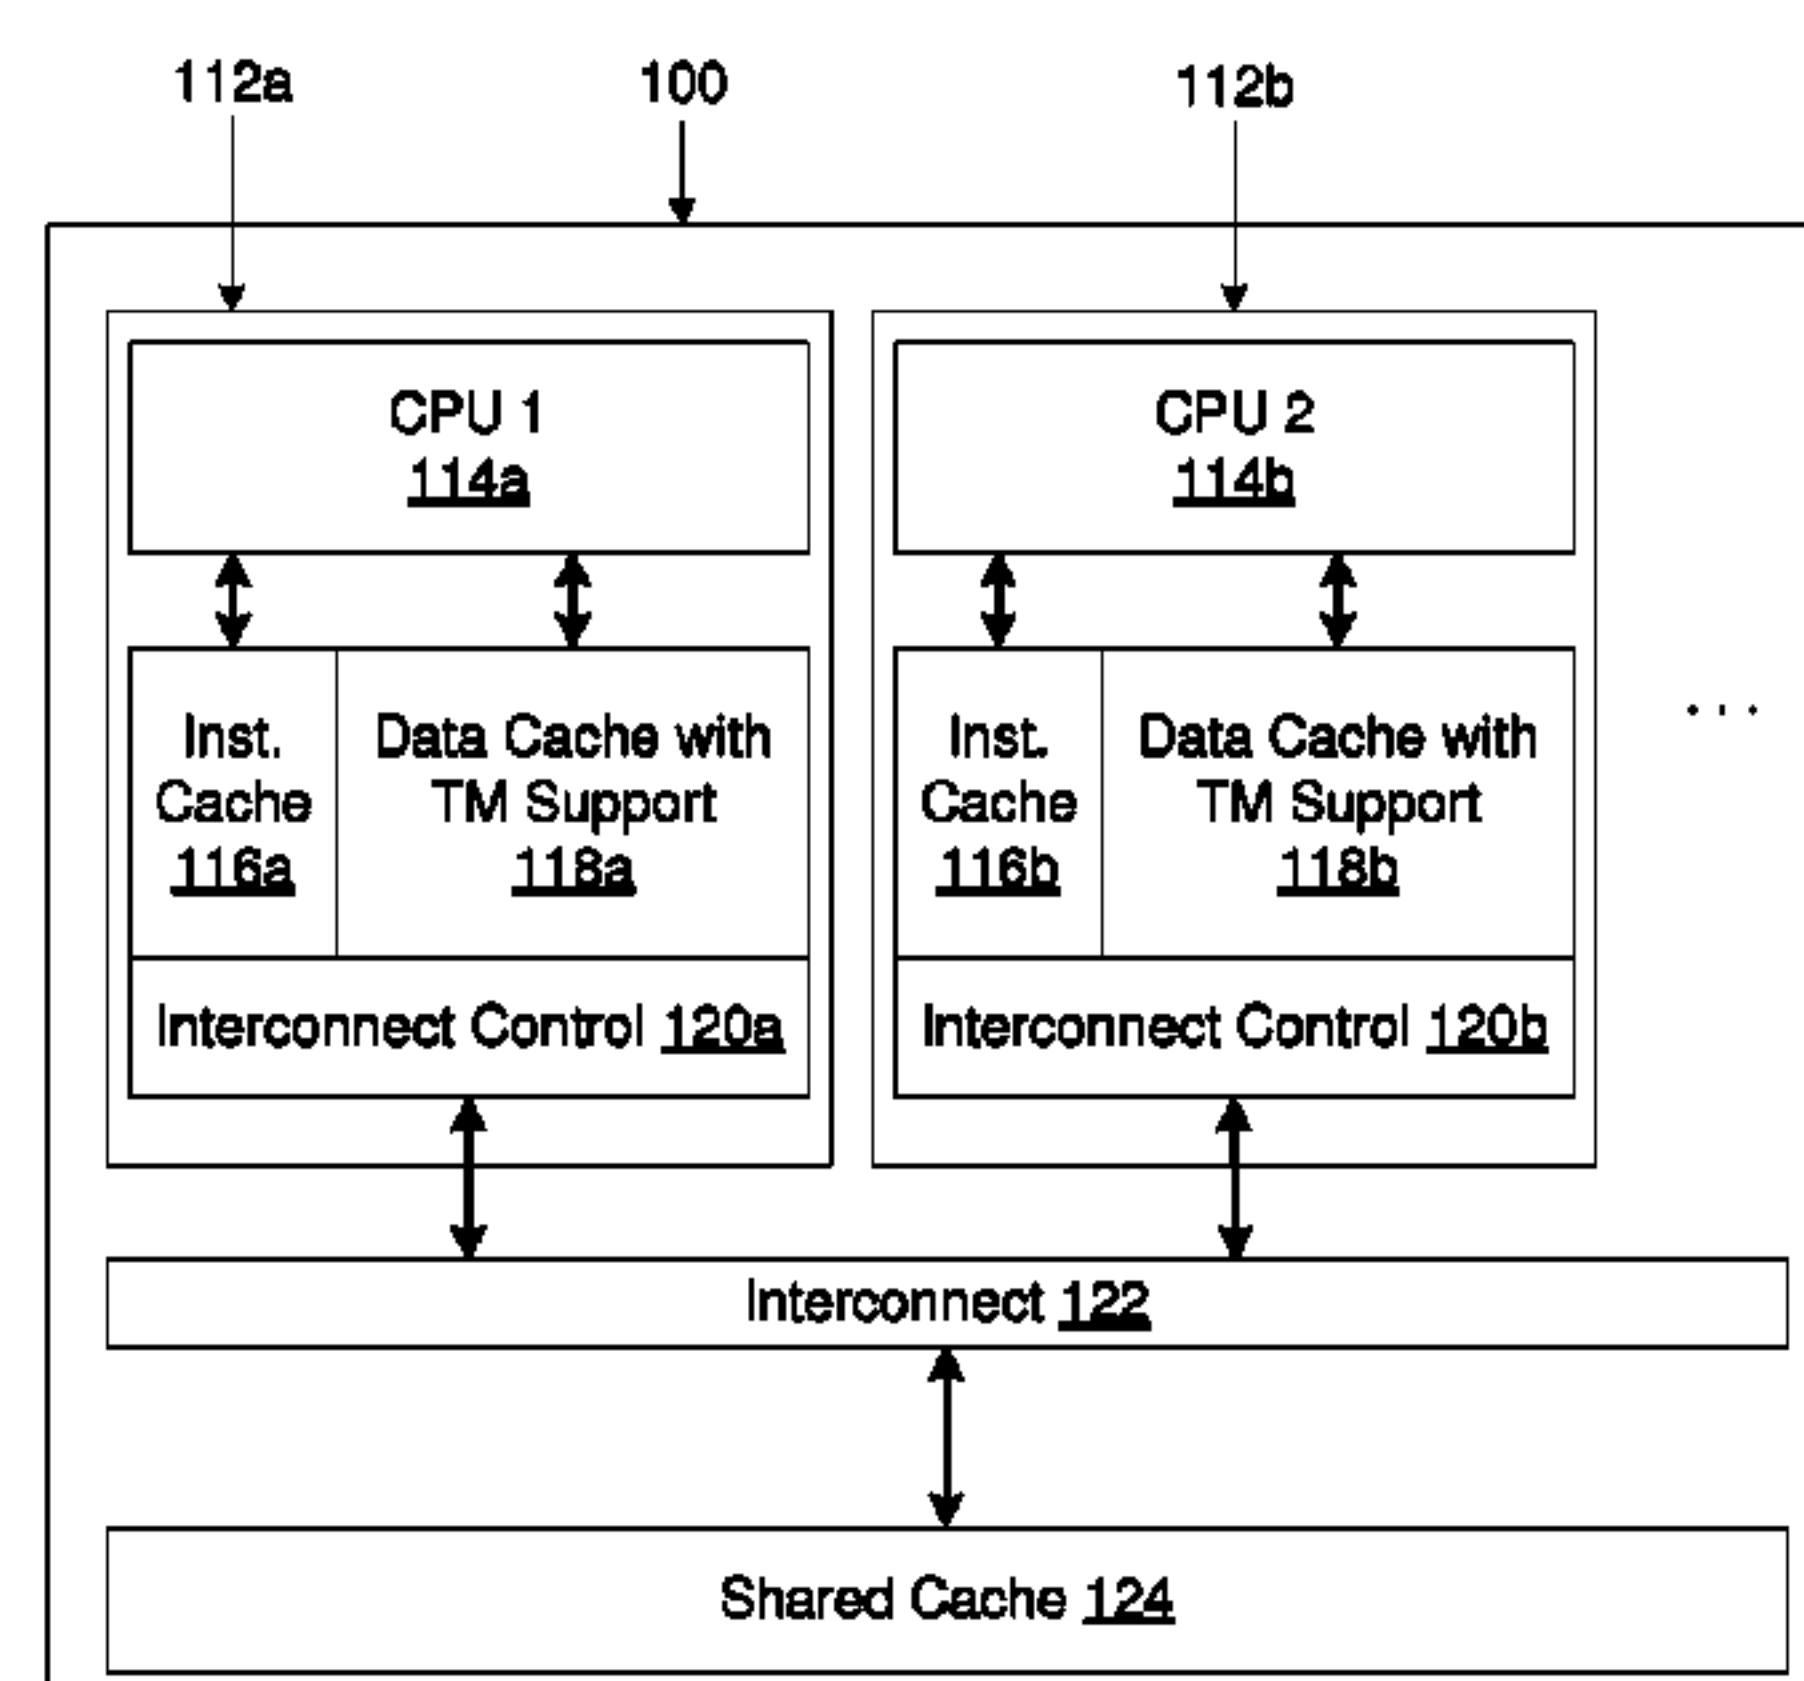 112a
100
112b
CPU 1
114a
CPU 2
114b
Inst.
Cache
116a
Data Cache with
TM Support
118a
Inst.
Cache
116b
Data Cache with
TM Support
118b
. . .
Interconnect Control 120a
Interconnect Control 120b
Interconnect 122
Shared Cache 124